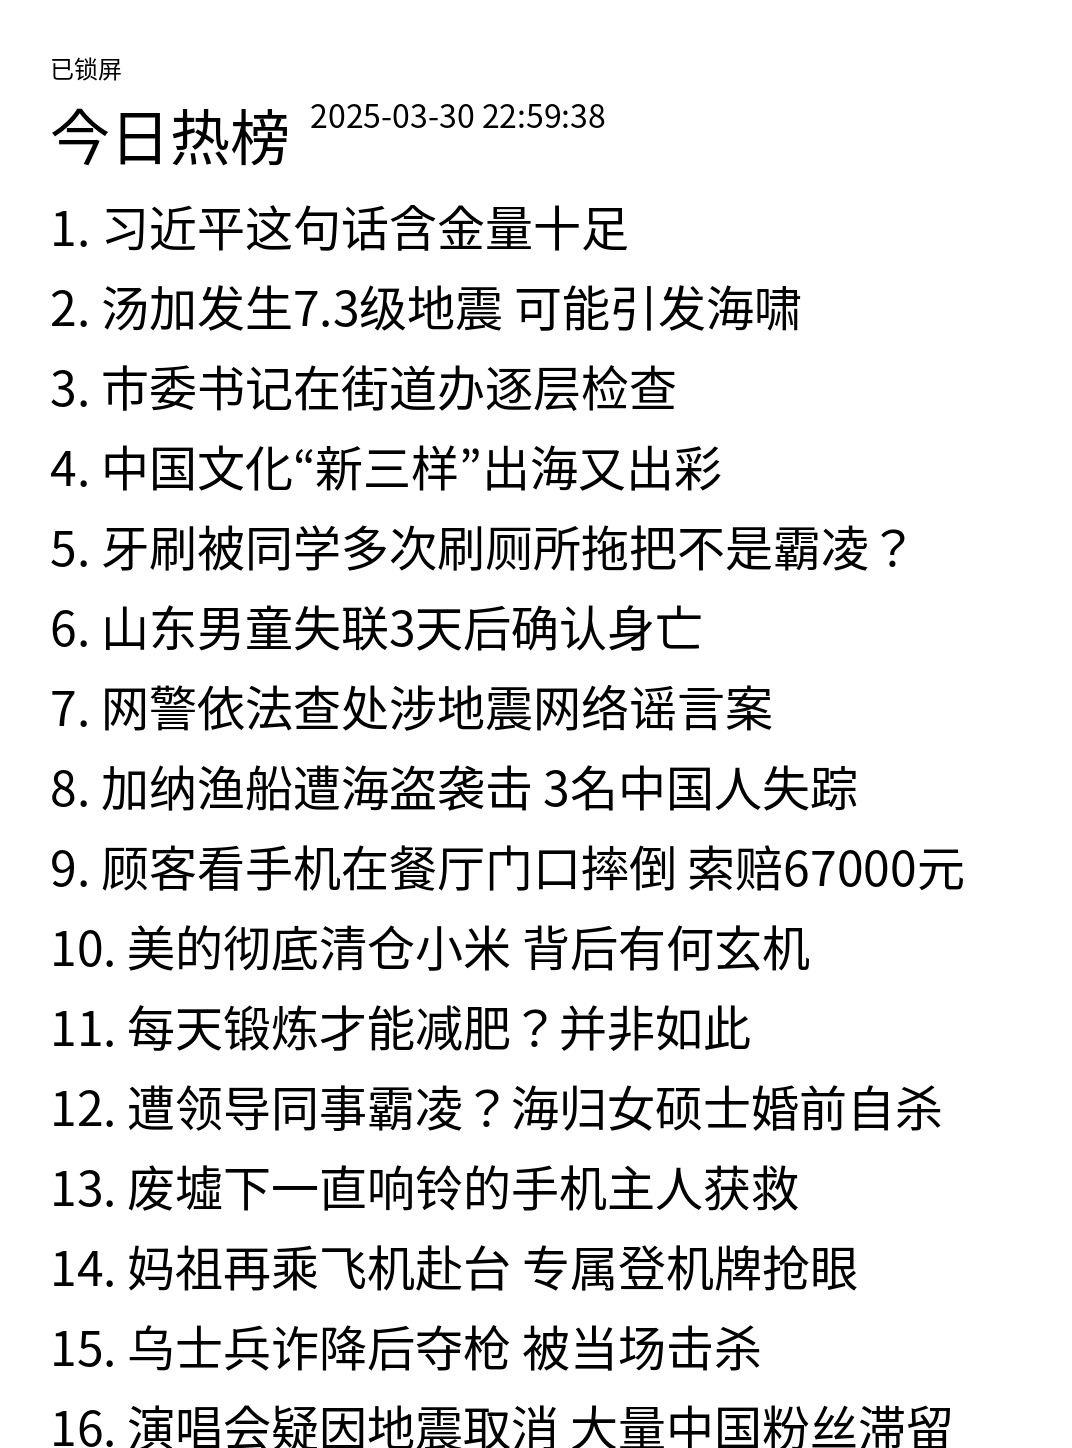 已锁屏
今日热榜 2025-03-30 22:59:38
1. 习近平这句话含金量十足
2. 汤加发生7.3级地震 可能引发海啸
3. 市委书记在街道办逐层检查
4. 中国文化“新三样”出海又出彩
5. 牙刷被同学多次刷厕所拖把不是霸凌？
6. 山东男童失联3天后确认身亡
7. 网警依法查处涉地震网络谣言案
8. 加纳渔船遭海盗袭击 3名中国人失踪
9. 顾客看手机在餐厅门口摔倒 索赔67000元
10. 美的彻底清仓小米 背后有何玄机
11. 每天锻炼才能减肥？并非如此
12. 遭领导同事霸凌？海归女硕士婚前自杀
13. 废墟下一直响铃的手机主人获救
14. 妈祖再乘飞机赴台 专属登机牌抢眼
15. 乌士兵诈降后夺枪 被当场击杀
16. 演唱会疑因地震取消 大量中国粉丝滞留